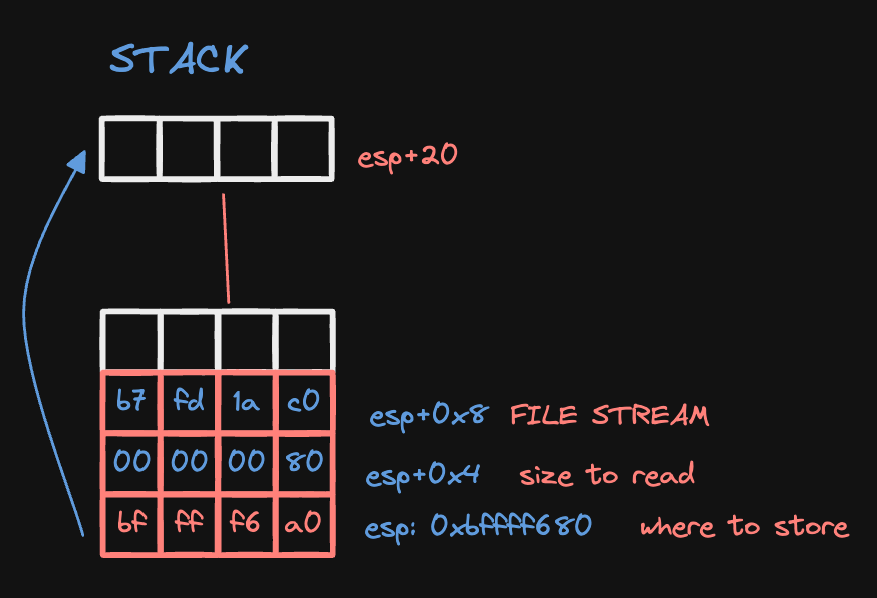 STACK
esp+20
b7 fd 1a c0 esp+0x8 FILE STREAM
00 00 00 80 esp+0x4 size to read
bf ff f6 a0 esp: 0xbffff680 where to store